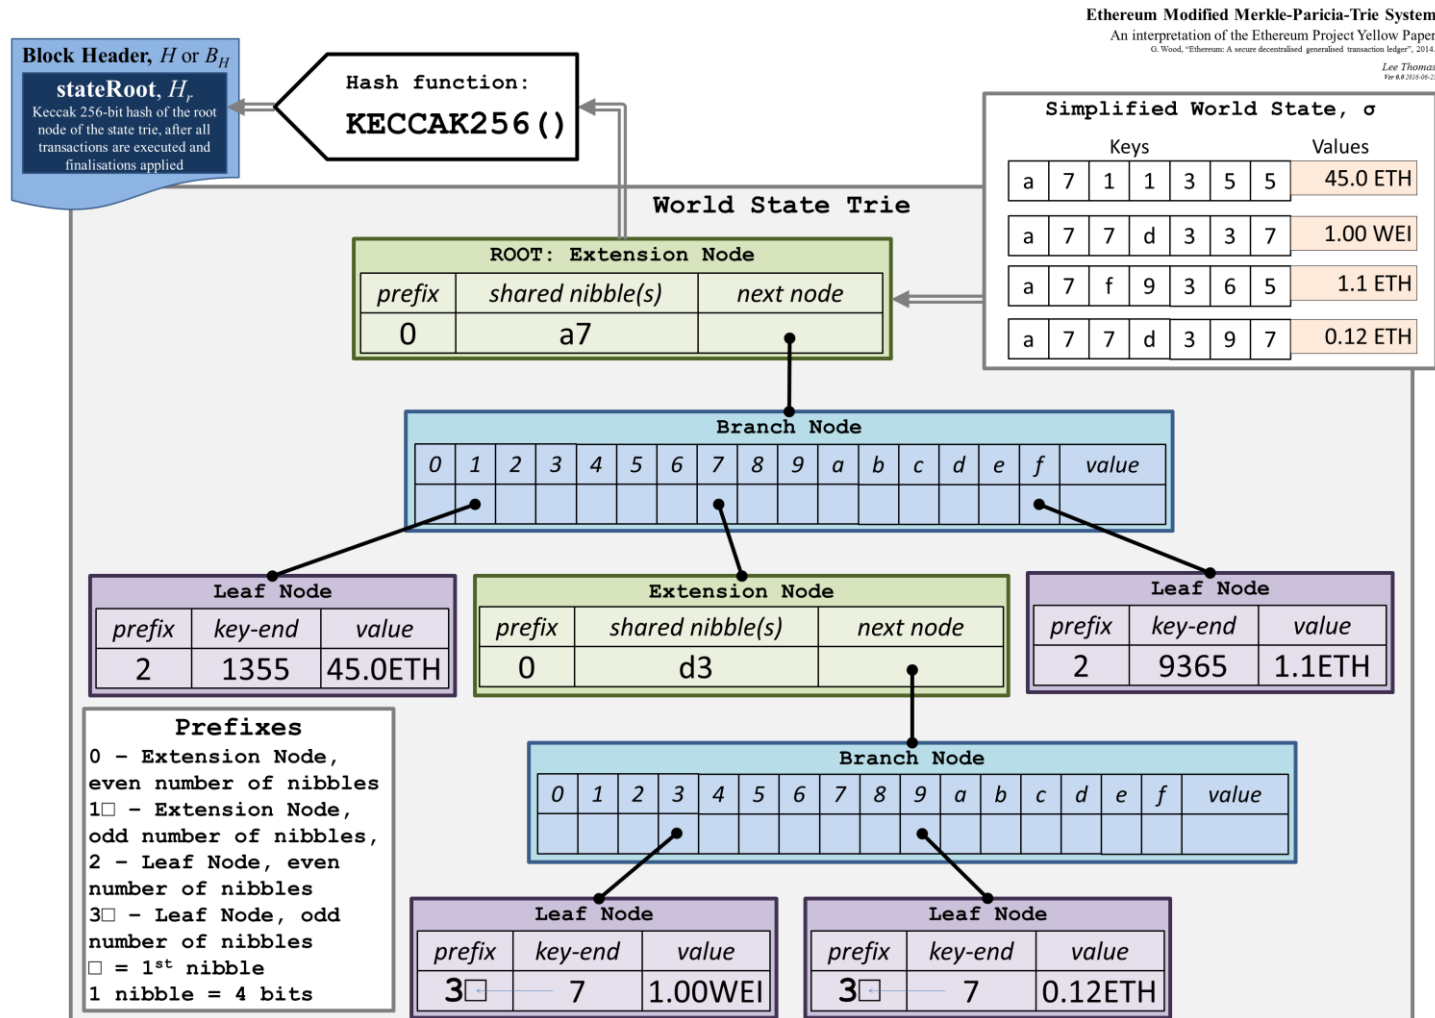 Ethereum Modified Merkle-Paricia-Trie System
An interpretation of the Ethereum Project Yellow Paper
G. Wood, "Ethereum: A secure decentralised generalised transaction ledger", 2014.
Lee Thomas
Block Header, H or B_H
stateRoot, H_r
Keccak 256-bit hash of the root
node of the state trie, after all
transactions are executed and
finalisations applied
Hash function:
KECCAK256()
Simplified World State, σ
Keys Values
a 7 1 1 3 5 5 45.0 ETH
a 7 7 d 3 3 7 1.00 WEI
a 7 f 9 3 6 5 1.1 ETH
a 7 7 d 3 9 7 0.12 ETH
World State Trie
ROOT: Extension Node
prefix shared nibble(s) next node
0 a7
Branch Node
0 1 2 3 4 5 6 7 8 9 a b c d e f value
Leaf Node
prefix key-end value
2 1355 45.0ETH
Extension Node
prefix shared nibble(s) next node
0 d3
Leaf Node
prefix key-end value
2 9365 1.1ETH
Prefixes
0 – Extension Node,
even number of nibbles
1□ – Extension Node,
odd number of nibbles,
2 – Leaf Node, even
number of nibbles
3□ – Leaf Node, odd
number of nibbles
□ = 1st nibble
1 nibble = 4 bits
Branch Node
0 1 2 3 4 5 6 7 8 9 a b c d e f value
Leaf Node
prefix key-end value
3□ 7 1.00WEI
Leaf Node
prefix key-end value
3□ 7 0.12ETH